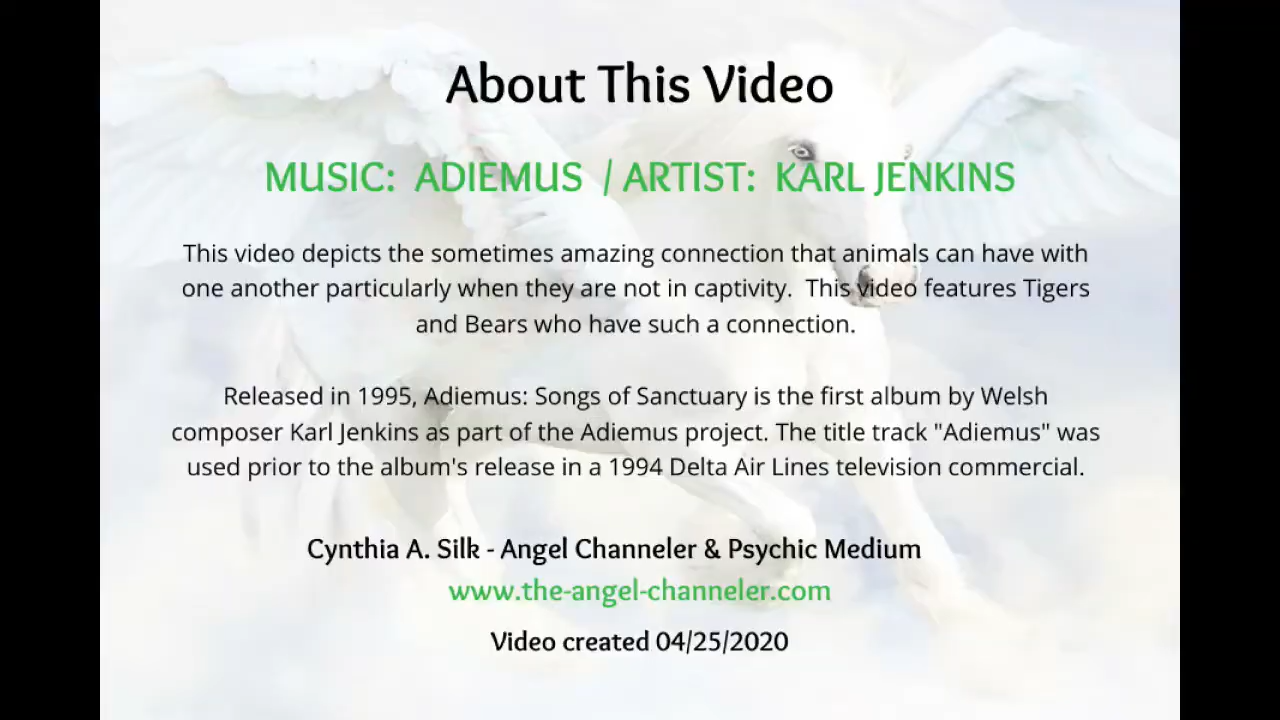 About This Video
MUSIC:  ADIEMUS  / ARTIST:  KARL JENKINS
This video depicts the sometimes amazing connection that animals can have with
one another particularly when they are not in captivity.  This video features Tigers
and Bears who have such a connection.
Released in 1995, Adiemus: Songs of Sanctuary is the first album by Welsh
composer Karl Jenkins as part of the Adiemus project. The title track "Adiemus" was
used prior to the album's release in a 1994 Delta Air Lines television commercial.
Cynthia A. Silk - Angel Channeler & Psychic Medium
www.the-angel-channeler.com
Video created 04/25/2020